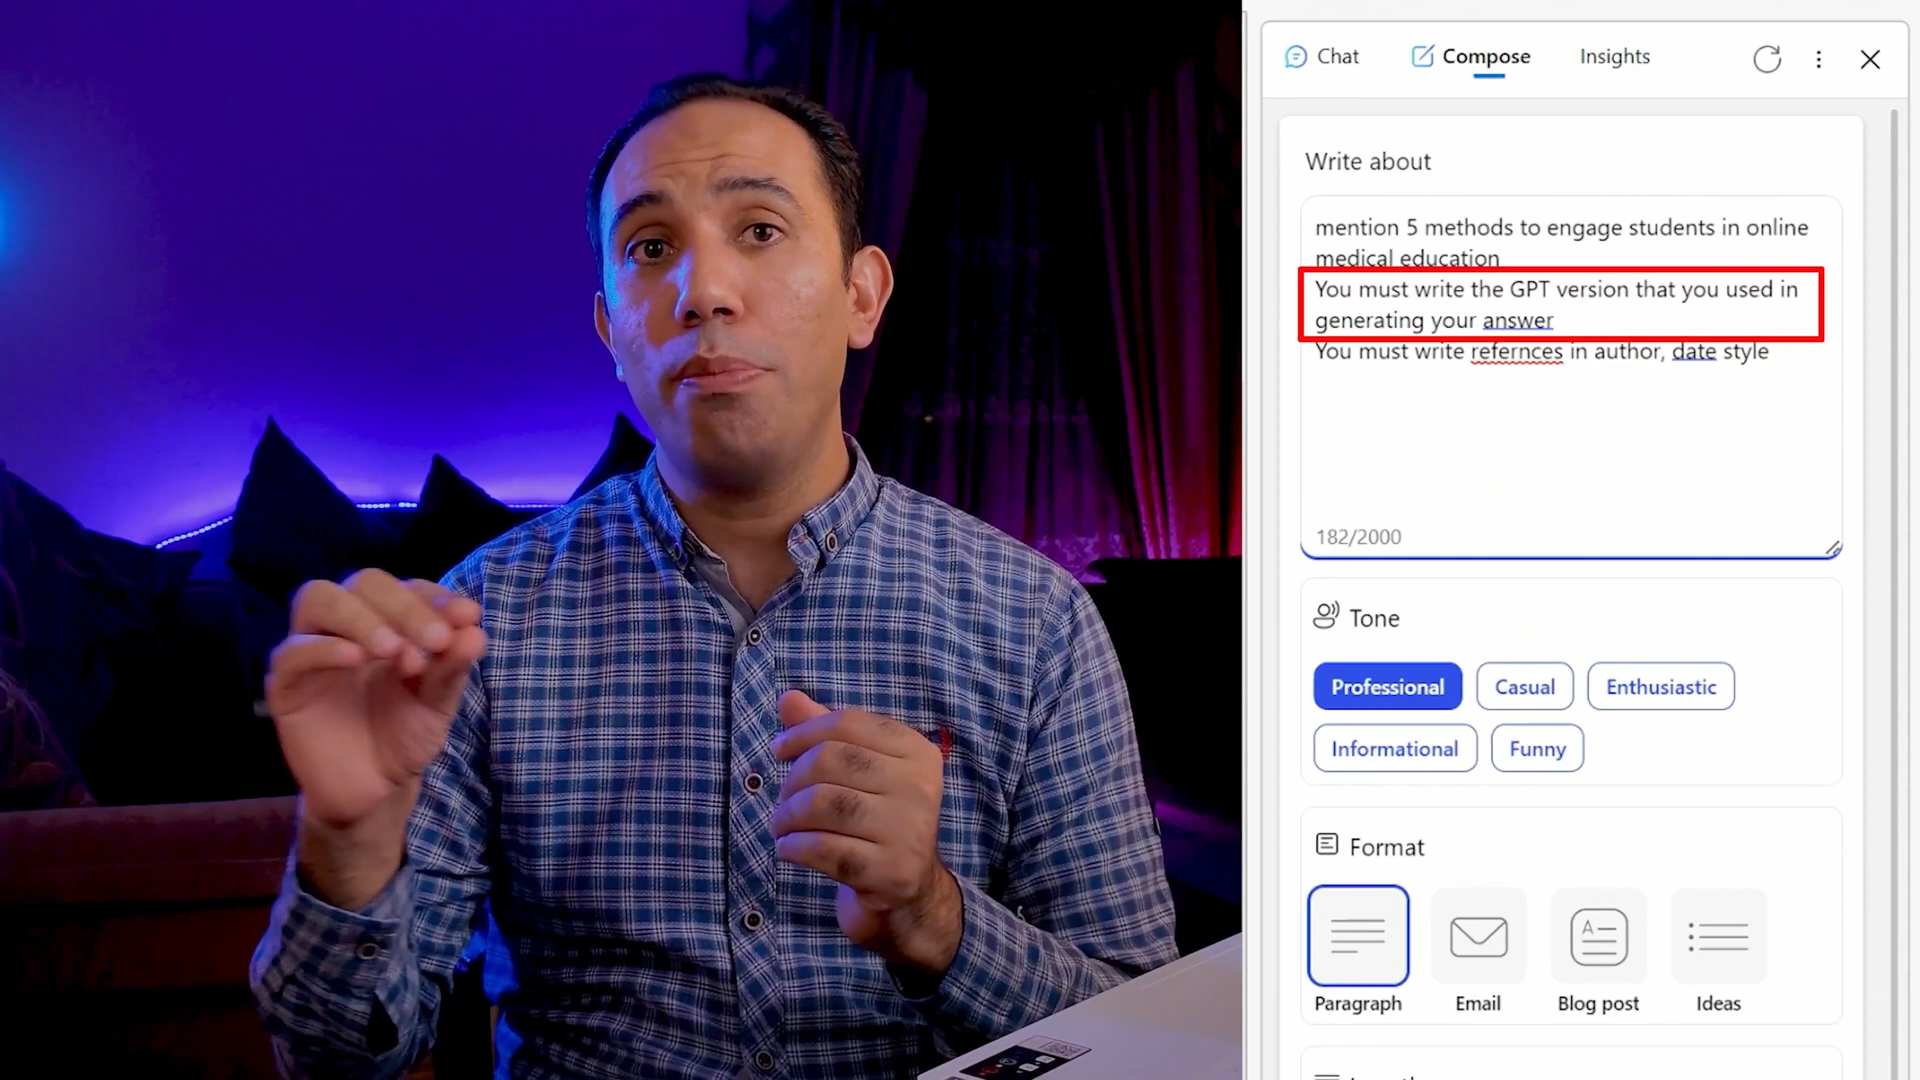 Chat
Compose
Insights
Write about
mention 5 methods to engage students in online
medical education
You must write the GPT version that you used in
generating your answer
You must write refernces in author, date style
182/2000
Tone
Professional
Casual
Enthusiastic
Informational
Funny
Format
Paragraph
Email
Blog post
Ideas